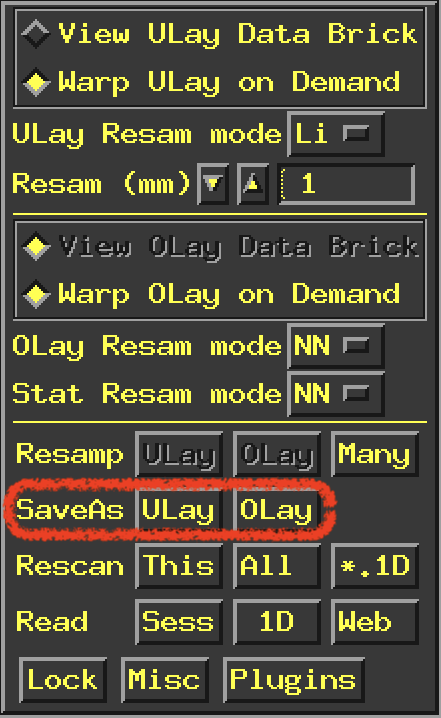 View ULay Data Brick
Warp ULay on Demand
ULay Resam mode Li
Resam (mm) 1
View OLay Data Brick
Warp OLay on Demand
OLay Resam mode NN
Stat Resam mode NN
Resamp ULay OLay Many
SaveAs ULay OLay
Rescan This All *.1D
Read Sess 1D Web
Lock Misc Plugins